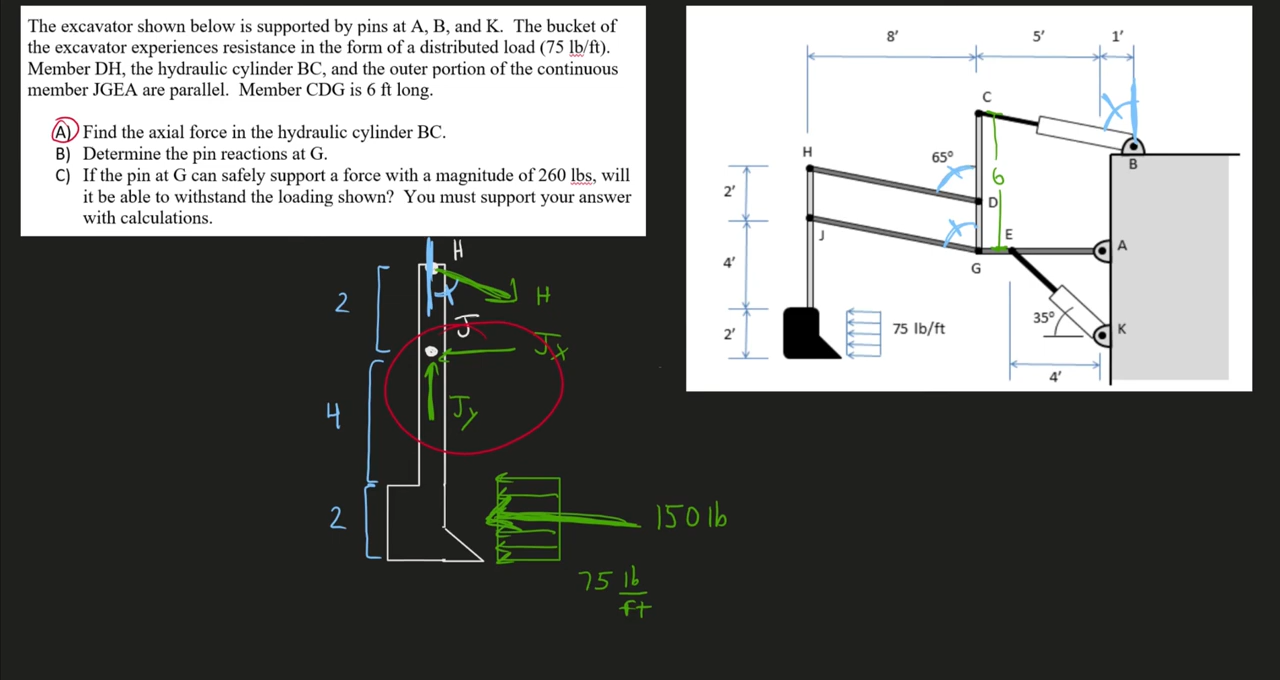 The excavator shown below is supported by pins at A, B, and K. The bucket of
the excavator experiences resistance in the form of a distributed load (75 lb/ft).
Member DH, the hydraulic cylinder BC, and the outer portion of the continuous
member JGEA are parallel. Member CDG is 6 ft long.
A) Find the axial force in the hydraulic cylinder BC.
B) Determine the pin reactions at G.
C) If the pin at G can safely support a force with a magnitude of 260 lbs, will
it be able to withstand the loading shown? You must support your answer
with calculations.
8'
5'
1'
C
H
65°
B
2'
6
D
J
E
A
G
4'
75 lb/ft
35°
K
2'
4'
H
2
H
J
Jx
4
Jy
2
150 lb
75 lb
ft